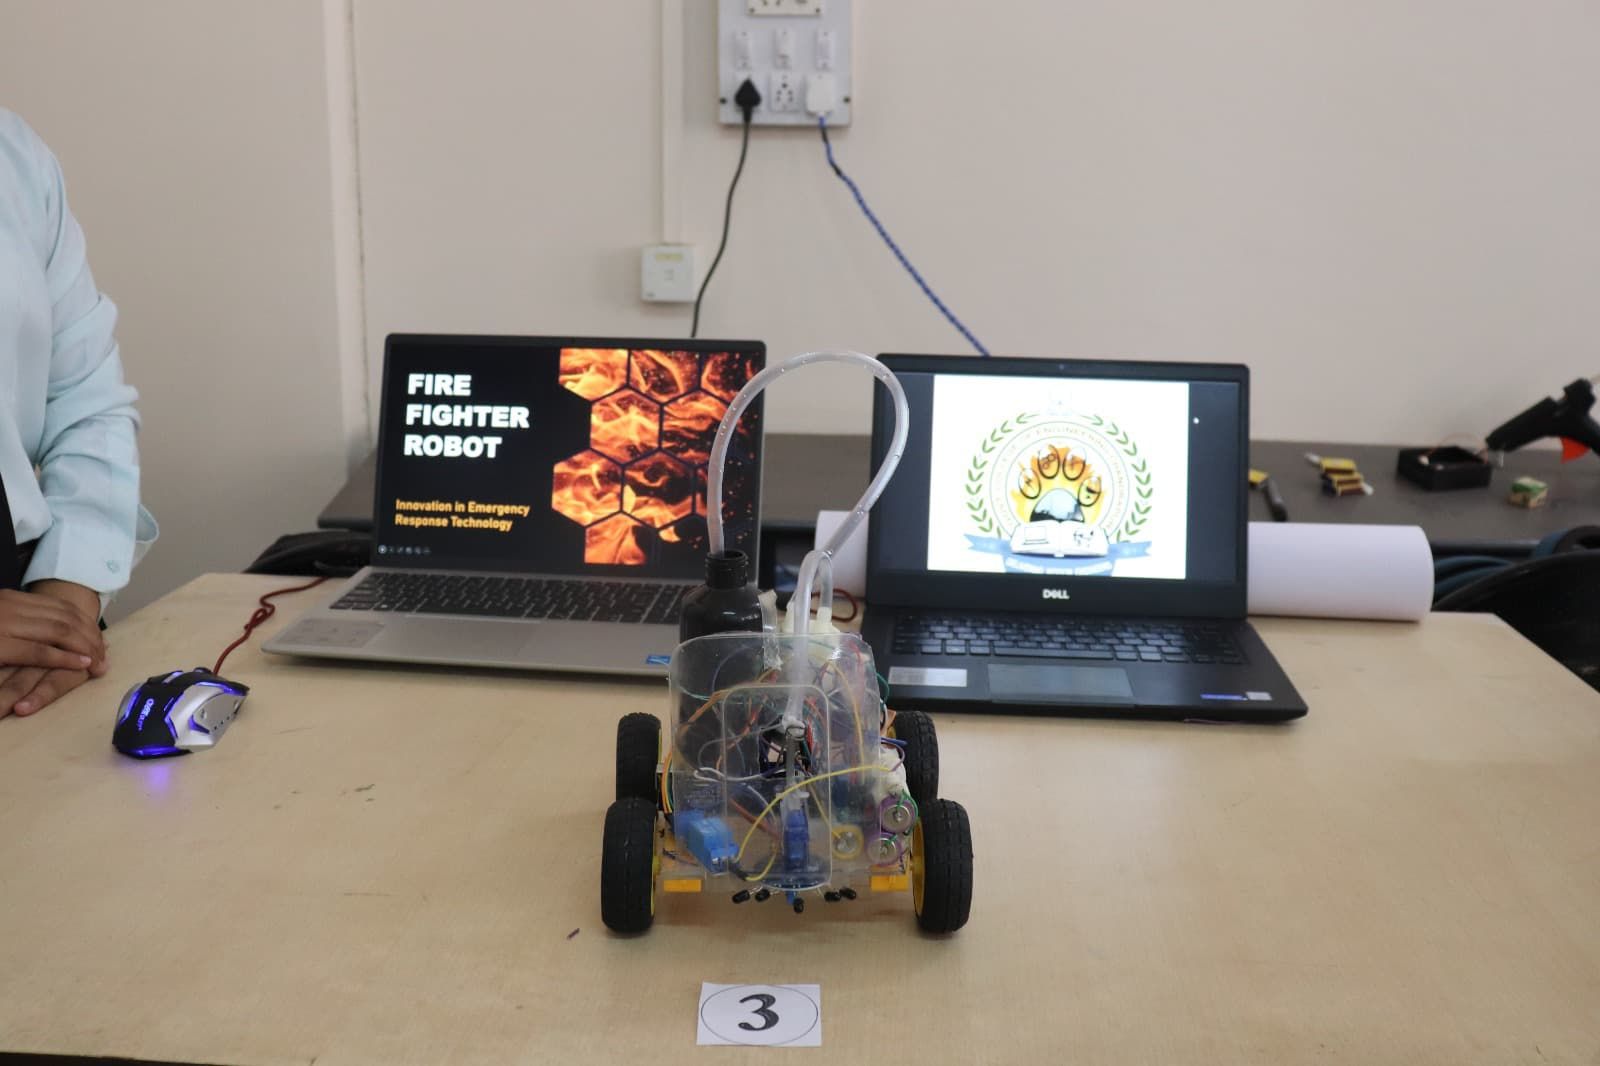 FIRE
FIGHTER
ROBOT
Innovation in Emergency
Response Technology
DELL
3